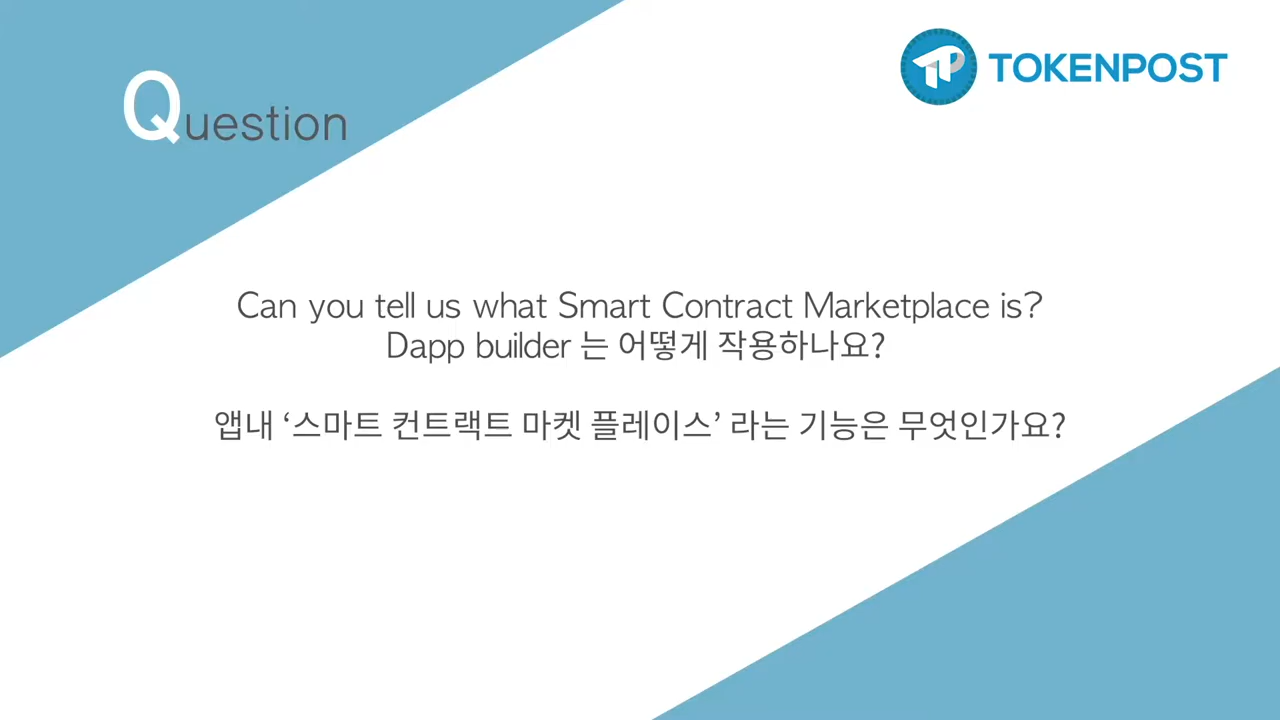 Question
TOKENPOST
Can you tell us what Smart Contract Marketplace is?
Dapp builder 는 어떻게 작용하나요?
앱내 ‘스마트 컨트랙트 마켓 플레이스’ 라는 기능은 무엇인가요?